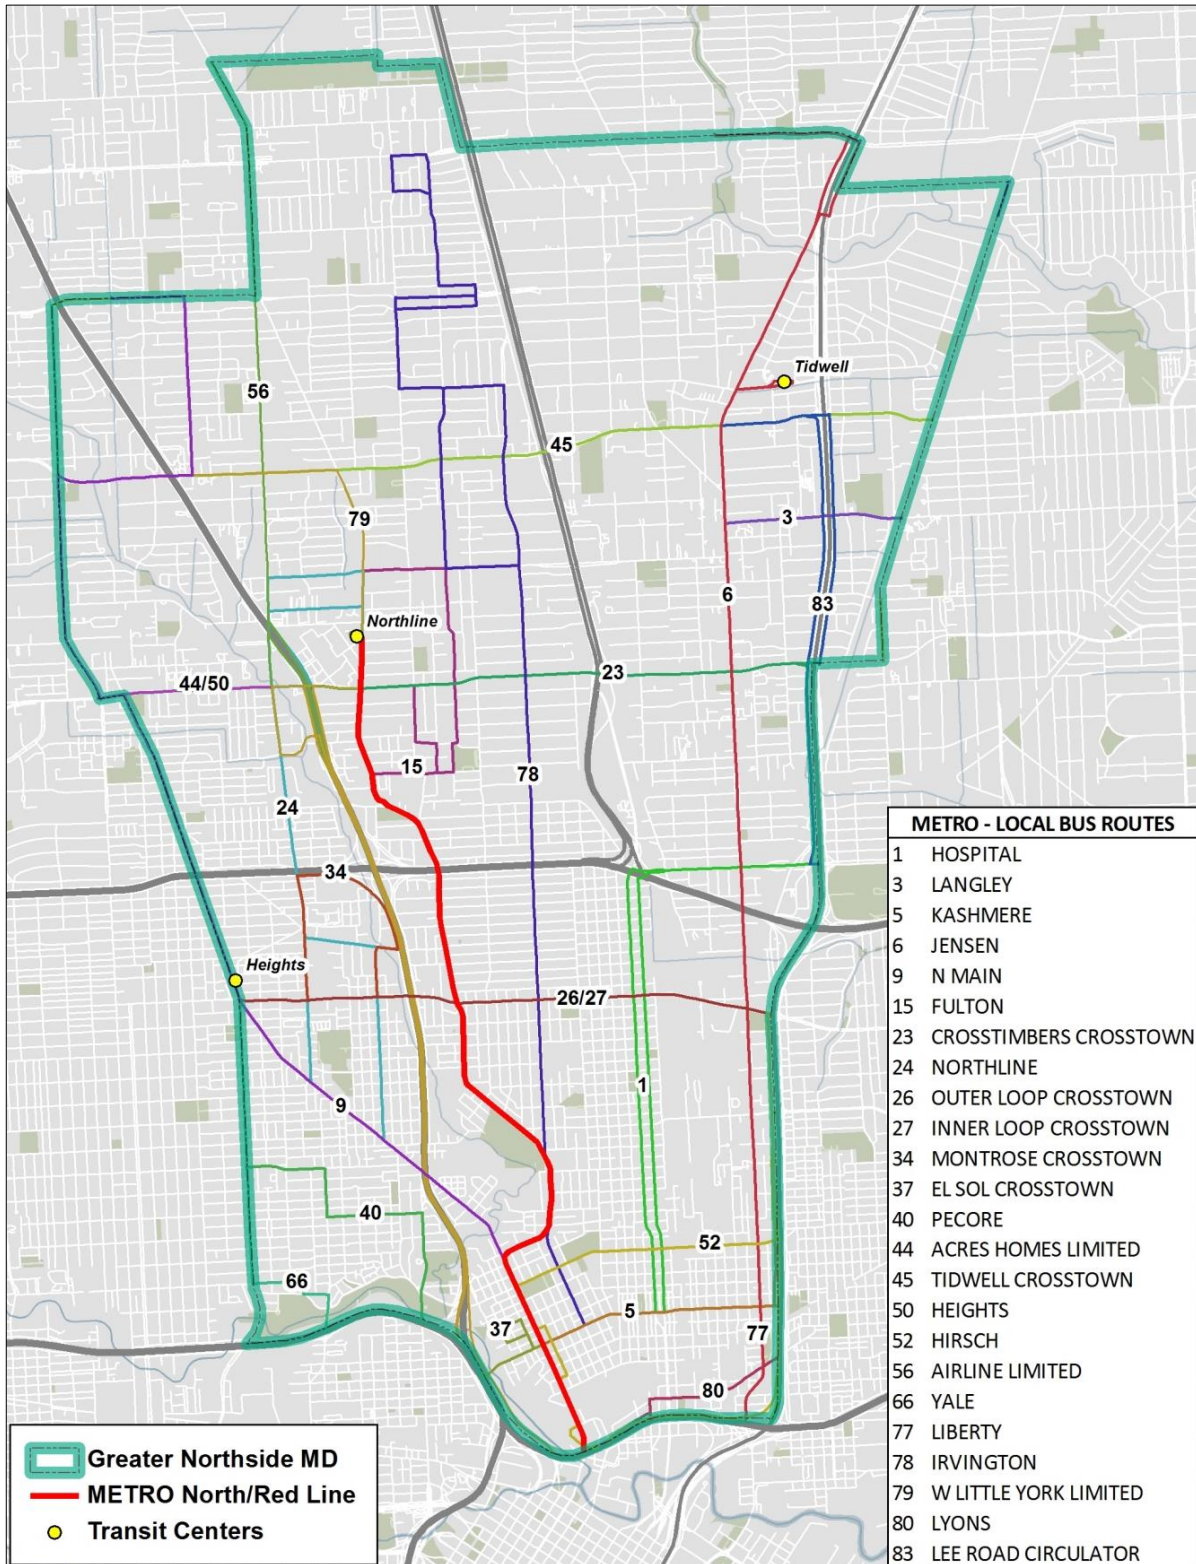 Tidwell
56
45
79
3
6
83
Northline
23
44/50
15
78
24
34
Heights
26/27
1
9
40
52
66
5
37
77
80
METRO - LOCAL BUS ROUTES
1 HOSPITAL
3 LANGLEY
5 KASHMERE
6 JENSEN
9 N MAIN
15 FULTON
23 CROSSTIMBERS CROSSTOWN
24 NORTHLINE
26 OUTER LOOP CROSSTOWN
27 INNER LOOP CROSSTOWN
34 MONTROSE CROSSTOWN
37 EL SOL CROSSTOWN
40 PECORE
44 ACRES HOMES LIMITED
45 TIDWELL CROSSTOWN
50 HEIGHTS
52 HIRSCH
56 AIRLINE LIMITED
66 YALE
77 LIBERTY
78 IRVINGTON
79 W LITTLE YORK LIMITED
80 LYONS
83 LEE ROAD CIRCULATOR
Greater Northside MD
METRO North/Red Line
Transit Centers